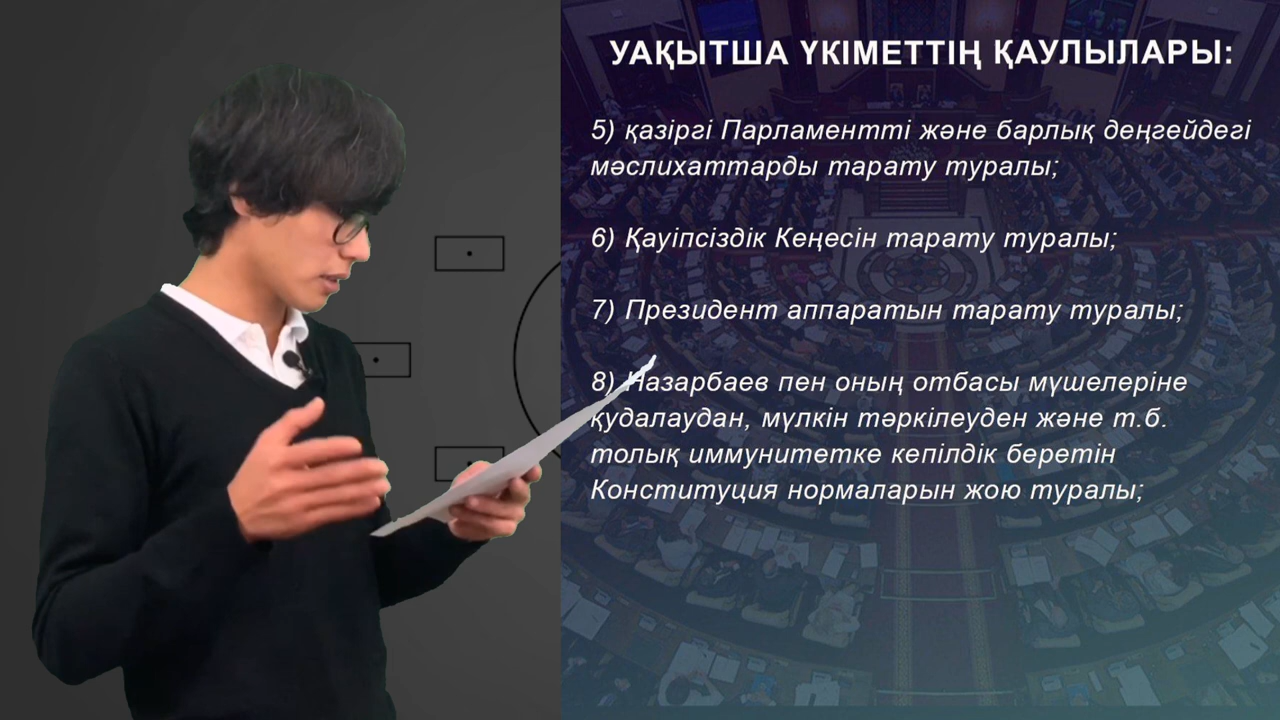 УАҚЫТША ҮКІМЕТТІҢ ҚАУЛЫЛАРЫ:
5) қазіргі Парламентті және барлық деңгейдегі
мәслихаттарды тарату туралы;
6) Қауіпсіздік Кеңесін тарату туралы;
7) Президент аппаратын тарату туралы;
8) Назарбаев пен оның отбасы мүшелеріне
қудалаудан, мүлкін тәркілеуден және т.б.
толық иммунитетке кепілдік беретін
Конституция нормаларын жою туралы;